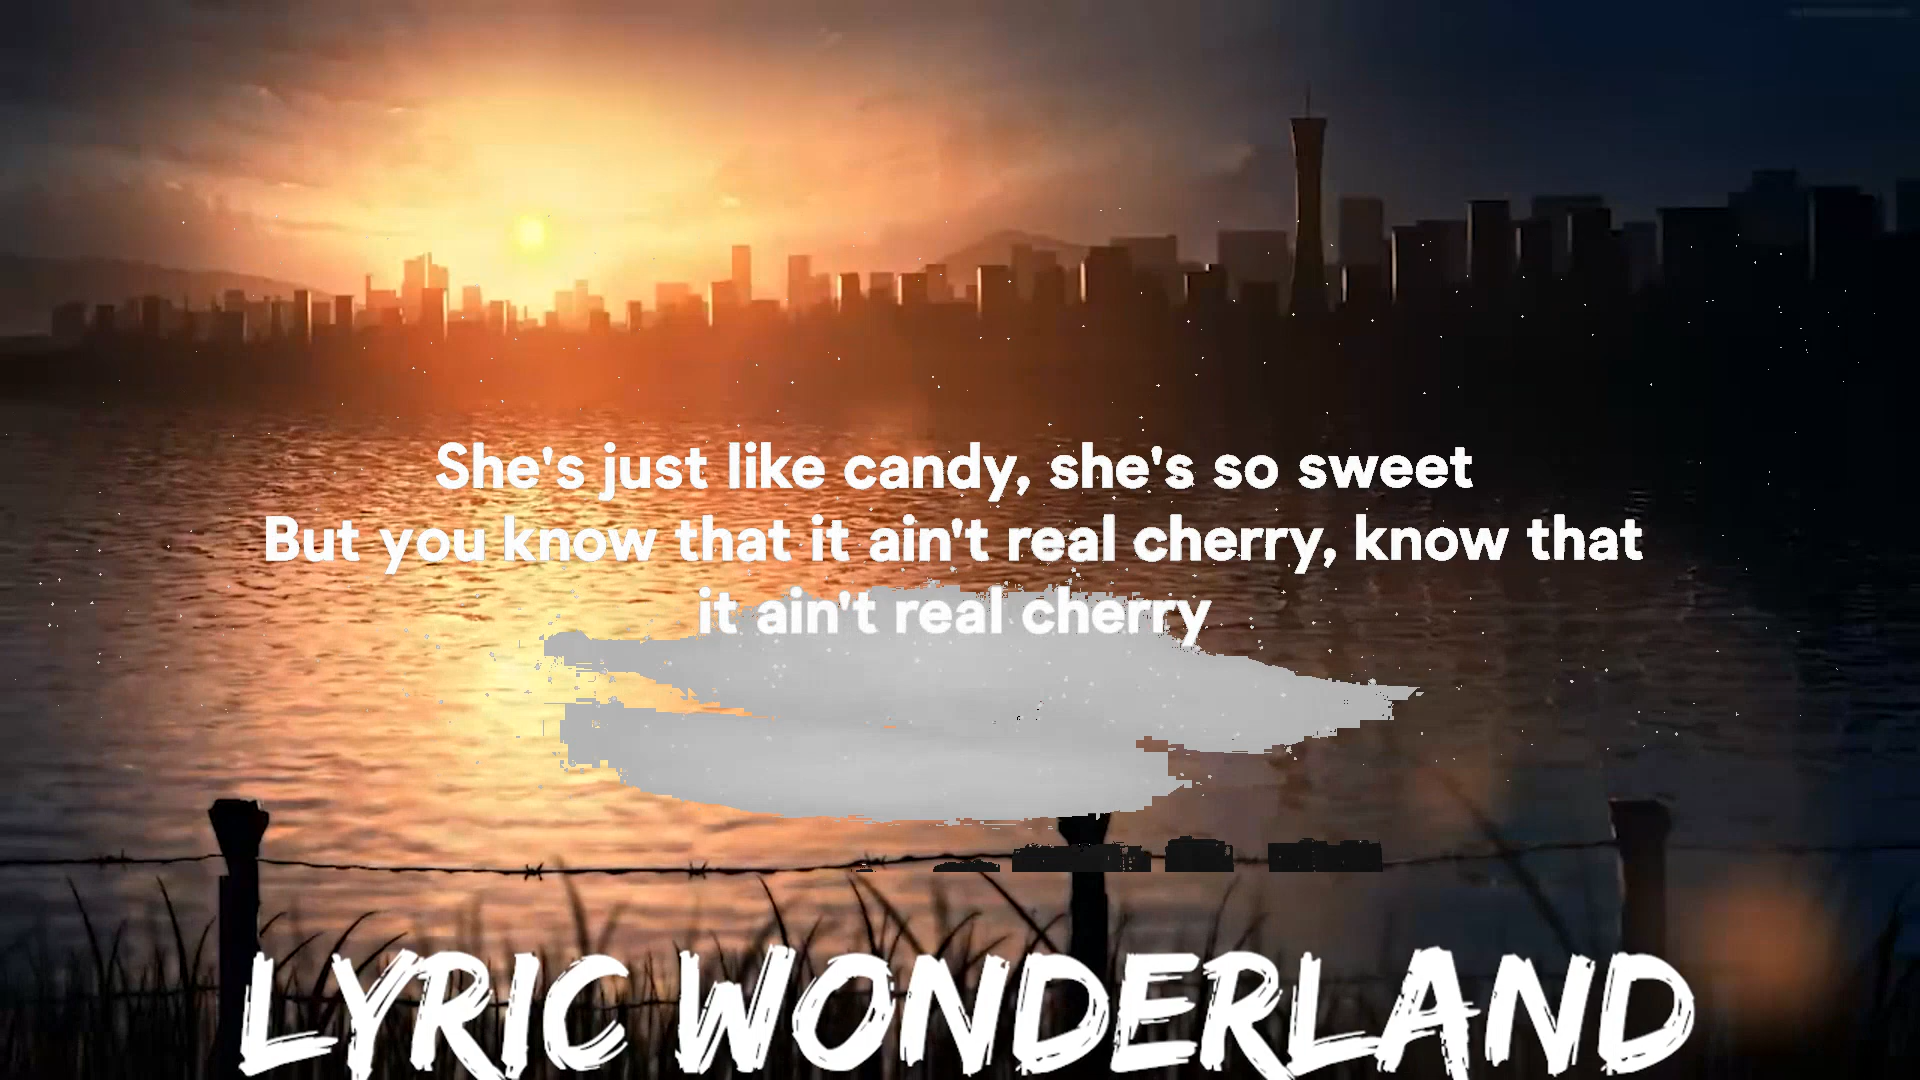 She's just like candy, she's so sweet
But you know that it ain't real cherry, know that
it ain't real cherry
LYRIC WONDERLAND